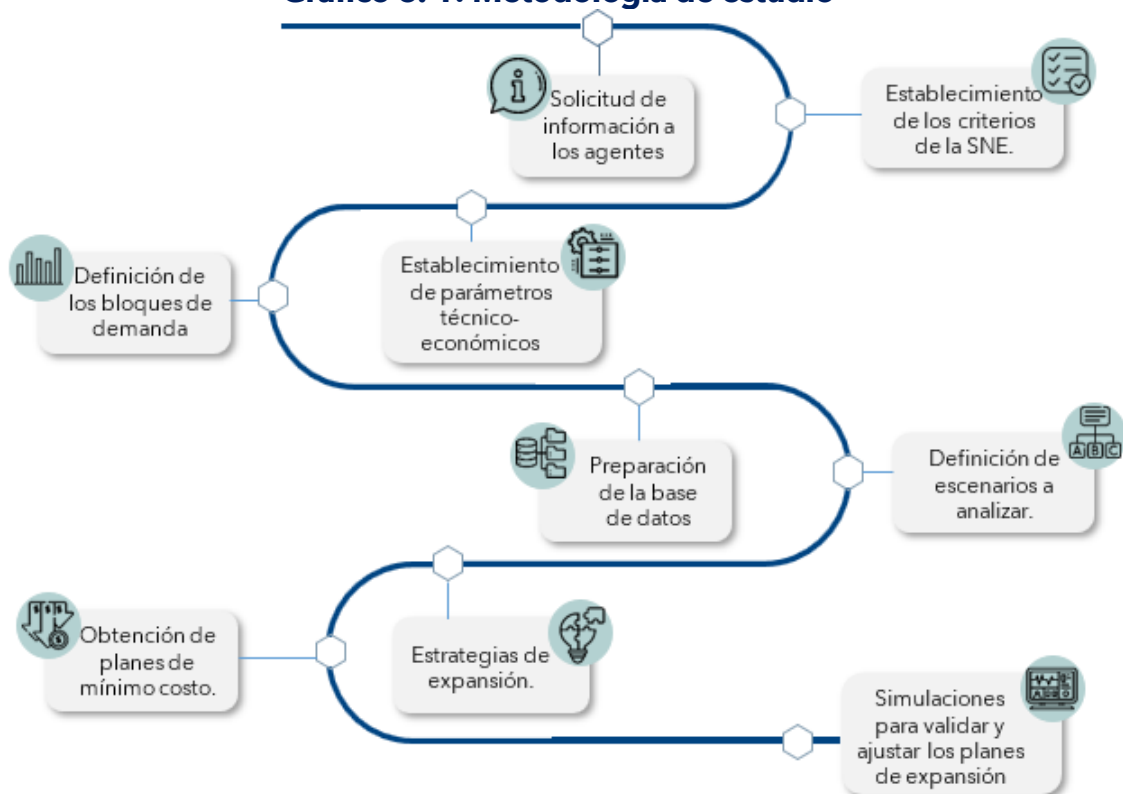 Solicitud de
información a
los agentes
Establecimiento
de los criterios
de la SNE.
Establecimiento
de parámetros
técnico-
económicos
Definición de
los bloques de
demanda
Preparación
de la base
de datos
Definición de
escenarios a
analizar.
A B C
Estrategias de
expansión.
Obtención de
planes de
mínimo costo.
Simulaciones
para validar y
ajustar los planes
de expansión